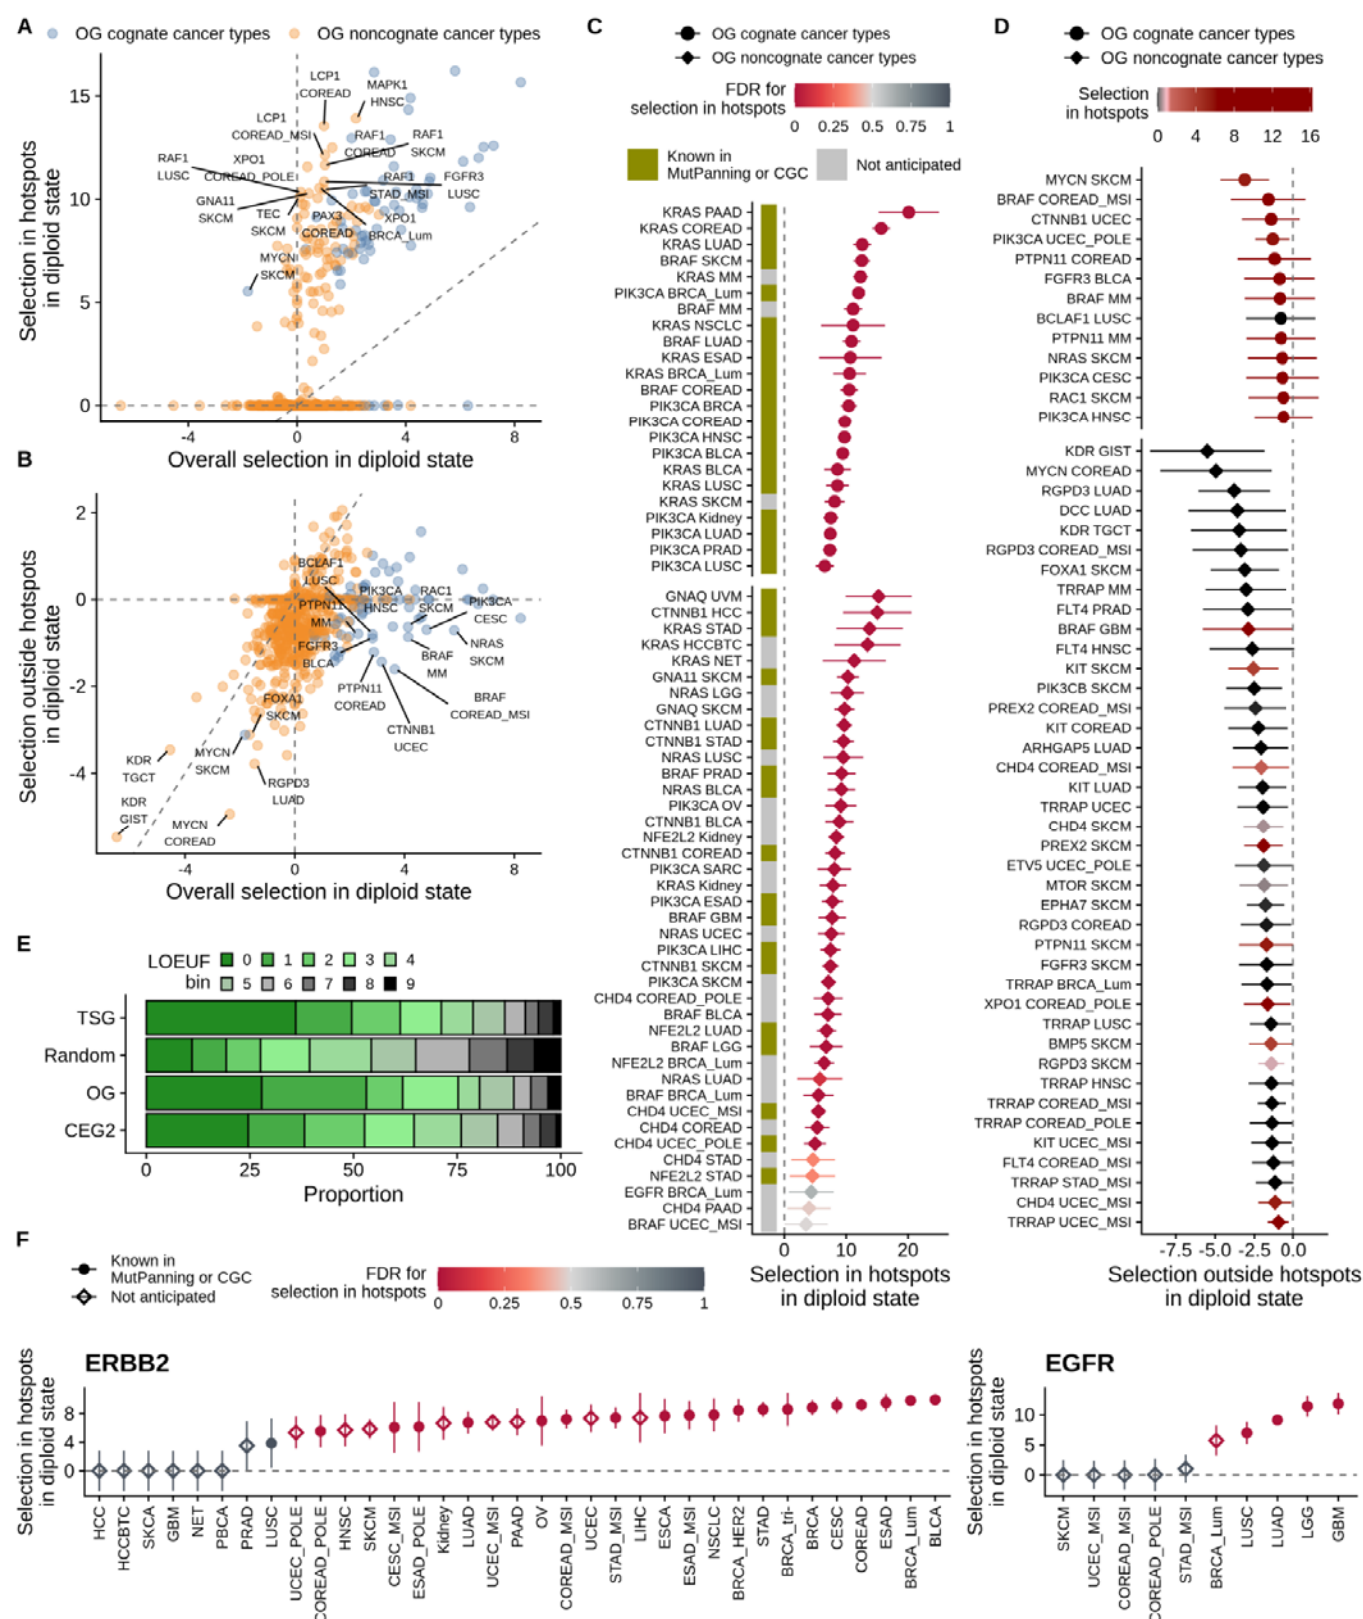 A
OG cognate cancer types
OG noncognate cancer types
Selection in hotspots
in diploid state
15
10
5
0
-4
0
4
8
Overall selection in diploid state
LCP1
COREAD
MAPK1
HNSC
LCP1
COREAD_MSI
RAF1
COREAD
RAF1
SKCM
RAF1
LUSC
XPO1
COREAD_POLE
RAF1
STAD_MSI
FGFR3
LUSC
GNA11
SKCM
TEC
SKCM
PAX3
COREAD
XPO1
BRCA_Lum
MYCN
SKCM
B
Selection outside hotspots
in diploid state
2
0
-2
-4
-4
0
4
8
Overall selection in diploid state
BCLAF1
LUSC
PIK3CA
HNSC
RAC1
SKCM
PIK3CA
CESC
PTPN11
MM
FGFR3
BLCA
BRAF
MM
NRAS
SKCM
PTPN11
COREAD
BRAF
COREAD_MSI
CTNNB1
UCEC
FOXA1
SKCM
MYCN
SKCM
KDR
TGCT
RGPD3
LUAD
KDR
GIST
MYCN
COREAD
C
OG cognate cancer types
OG noncognate cancer types
FDR for
selection in hotspots
0
0.25
0.5
0.75
1
Known in
MutPanning or CGC
Not anticipated
KRAS PAAD
KRAS COREAD
KRAS LUAD
BRAF SKCM
KRAS MM
PIK3CA BRCA_Lum
BRAF MM
KRAS NSCLC
BRAF LUAD
KRAS ESAD
KRAS BRCA_Lum
BRAF COREAD
PIK3CA BRCA
PIK3CA COREAD
PIK3CA HNSC
PIK3CA BLCA
KRAS BLCA
KRAS LUSC
KRAS SKCM
PIK3CA Kidney
PIK3CA LUAD
PIK3CA PRAD
PIK3CA LUSC
GNAQ UVM
CTNNB1 HCC
KRAS STAD
KRAS HCCBTC
KRAS NET
GNA11 SKCM
NRAS LGG
GNAQ SKCM
CTNNB1 LUAD
CTNNB1 STAD
NRAS LUSC
BRAF PRAD
NRAS BLCA
PIK3CA OV
CTNNB1 BLCA
NFE2L2 Kidney
CTNNB1 COREAD
PIK3CA SARC
KRAS Kidney
PIK3CA ESAD
BRAF GBM
NRAS UCEC
PIK3CA LIHC
CTNNB1 SKCM
PIK3CA SKCM
CHD4 COREAD_POLE
BRAF BLCA
NFE2L2 LUAD
BRAF LGG
NFE2L2 BRCA_Lum
NRAS LUAD
BRAF BRCA_Lum
CHD4 UCEC_MSI
CHD4 COREAD
CHD4 UCEC_POLE
CHD4 STAD
NFE2L2 STAD
EGFR BRCA_Lum
CHD4 PAAD
BRAF UCEC_MSI
0
10
20
Selection in hotspots
in diploid state
D
OG cognate cancer types
OG noncognate cancer types
Selection
in hotspots
0
4
8
12
16
MYCN SKCM
BRAF COREAD_MSI
CTNNB1 UCEC
PIK3CA UCEC_POLE
PTPN11 COREAD
FGFR3 BLCA
BRAF MM
BCLAF1 LUSC
PTPN11 MM
NRAS SKCM
PIK3CA CESC
RAC1 SKCM
PIK3CA HNSC
KDR GIST
MYCN COREAD
RGPD3 LUAD
DCC LUAD
KDR TGCT
RGPD3 COREAD_MSI
FOXA1 SKCM
TRRAP MM
FLT4 PRAD
BRAF GBM
FLT4 HNSC
KIT SKCM
PIK3CB SKCM
PREX2 COREAD_MSI
KIT COREAD
ARHGAP5 LUAD
CHD4 COREAD_MSI
KIT LUAD
TRRAP UCEC
CHD4 SKCM
PREX2 SKCM
ETV5 UCEC_POLE
MTOR SKCM
EPHA7 SKCM
RGPD3 COREAD
PTPN11 SKCM
FGFR3 SKCM
TRRAP BRCA_Lum
XPO1 COREAD_POLE
TRRAP LUSC
BMP5 SKCM
RGPD3 SKCM
TRRAP HNSC
TRRAP COREAD_MSI
TRRAP COREAD_POLE
KIT UCEC_MSI
FLT4 COREAD_MSI
TRRAP STAD_MSI
CHD4 UCEC_MSI
TRRAP UCEC_MSI
-7.5
-5.0
-2.5
0.0
Selection outside hotspots
in diploid state
E
LOEUF
bin
0
1
2
3
4
5
6
7
8
9
TSG
Random
OG
CEG2
0
25
50
75
100
Proportion
F
Known in
MutPanning or CGC
Not anticipated
FDR for
selection in hotspots
0
0.25
0.5
0.75
1
ERBB2
Selection in hotspots
in diploid state
8
4
0
HCC
HCCBTC
SKCA
GBM
NET
PBCA
PRAD
LUSC
UCEC_POLE
COREAD_POLE
HNSC
SKCM
CESC_MSI
ESAD_POLE
Kidney
LUAD
UCEC_MSI
PAAD
OV
COREAD_MSI
UCEC
STAD_MSI
LIHC
ESCA
ESAD_MSI
NSCLC
BRCA_HER2
STAD
BRCA_tri-
BRCA
CESC
COREAD
ESAD
BRCA_Lum
BLCA
EGFR
Selection in hotspots
in diploid state
10
5
0
SKCM
UCEC_MSI
COREAD_MSI
COREAD_POLE
STAD_MSI
BRCA_Lum
LUSC
LUAD
LGG
GBM